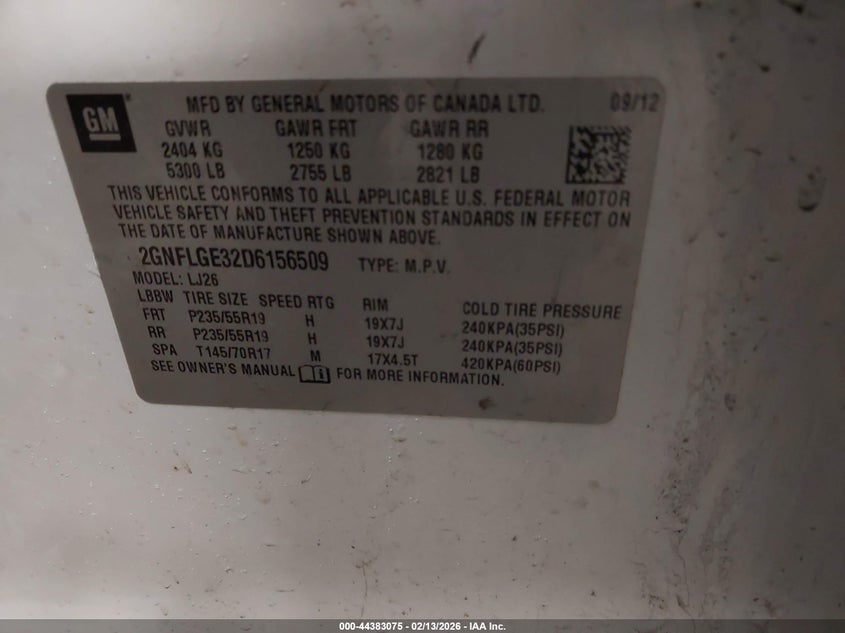 GM
MFD BY GENERAL MOTORS OF CANADA LTD. 09/12
GVWR GAWR FRT GAWR RR
2404 KG 1250 KG 1280 KG
5300 LB 2755 LB 2821 LB
THIS VEHICLE CONFORMS TO ALL APPLICABLE U.S. FEDERAL MOTOR
VEHICLE SAFETY AND THEFT PREVENTION STANDARDS IN EFFECT ON
THE DATE OF MANUFACTURE SHOWN ABOVE.
2GNFLGE32D6156509 TYPE: M.P.V.
MODEL: LJ26
LBBW TIRE SIZE SPEED RTG RIM COLD TIRE PRESSURE
FRT P235/55R19 H 19X7J 240KPA(35PSI)
RR P235/55R19 H 19X7J 240KPA(35PSI)
SPA T145/70R17 M 17X4.5T 420KPA(60PSI)
SEE OWNER'S MANUAL FOR MORE INFORMATION.
000-44383075 - 02/13/2026 - IAA Inc.